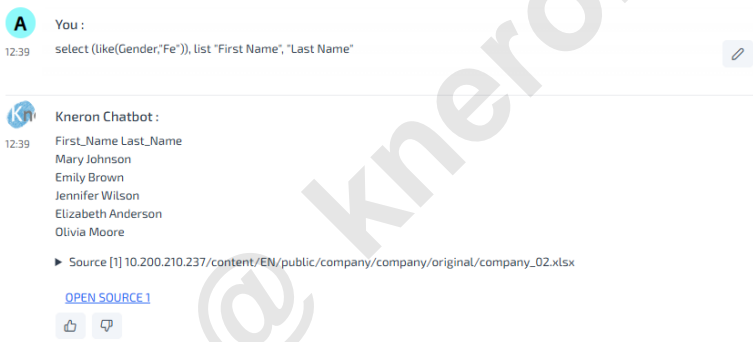 A
You :
12:39
select (like(Gender,"Fe")), list "First Name", "Last Name"
Kn
Kneron Chatbot :
12:39
First_Name Last_Name
Mary Johnson
Emily Brown
Jennifer Wilson
Elizabeth Anderson
Olivia Moore
▶ Source [1] 10.200.210.237/content/EN/public/company/company/original/company_02.xlsx
OPEN SOURCE 1
@ kneron